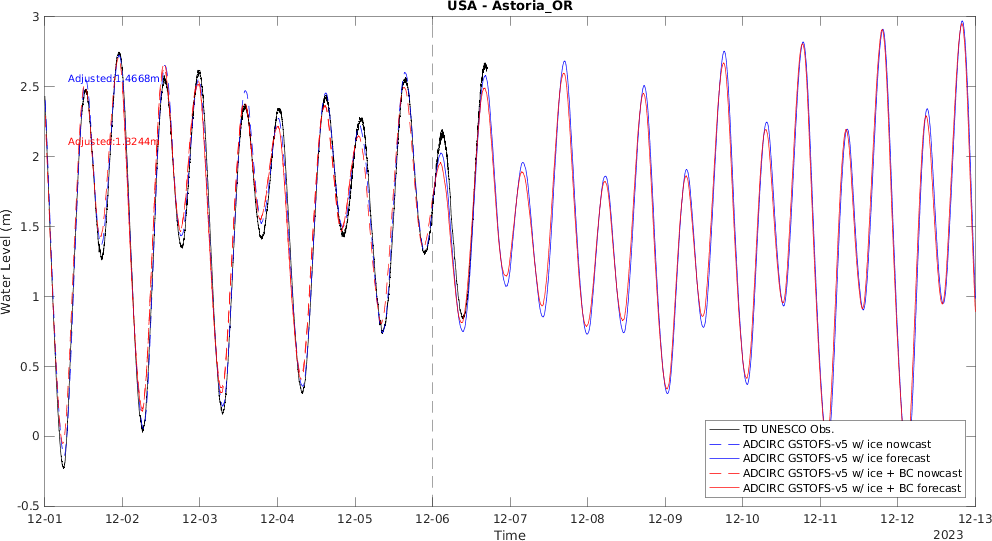 USA - Astoria_OR
3
2.5
2
1.5
1
0.5
0
-0.5
Water Level (m)
Adjusted:1.4668m
Adjusted:1.3244m
TD UNESCO Obs.
ADCIRC GSTOFS-v5 w/ ice nowcast
ADCIRC GSTOFS-v5 w/ ice forecast
ADCIRC GSTOFS-v5 w/ ice + BC nowcast
ADCIRC GSTOFS-v5 w/ ice + BC forecast
12-01 12-02 12-03 12-04 12-05 12-06 12-07 12-08 12-09 12-10 12-11 12-12 12-13
Time
2023